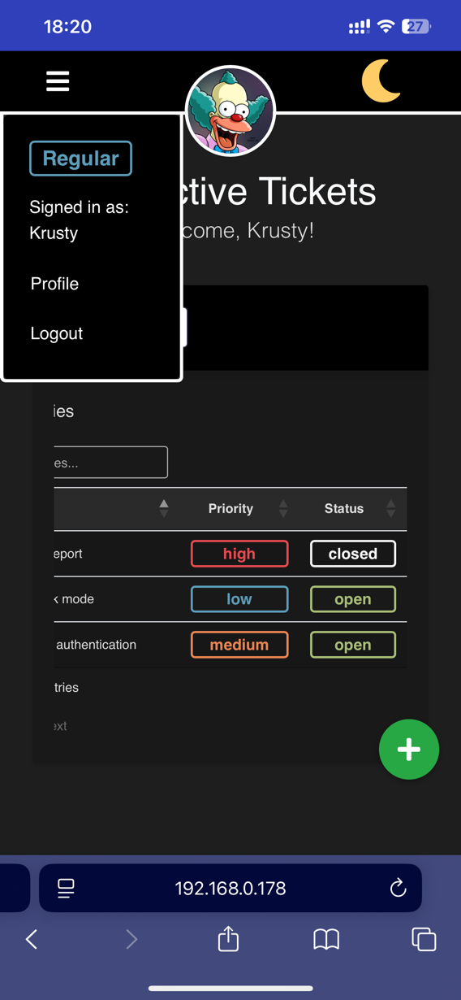 18:20
27
Regular
Signed in as:
Krusty
Profile
Logout
ctive Tickets
come, Krusty!
ies
es...
Priority
Status
eport
high
closed
k mode
low
open
authentication
medium
open
tries
ext
192.168.0.178